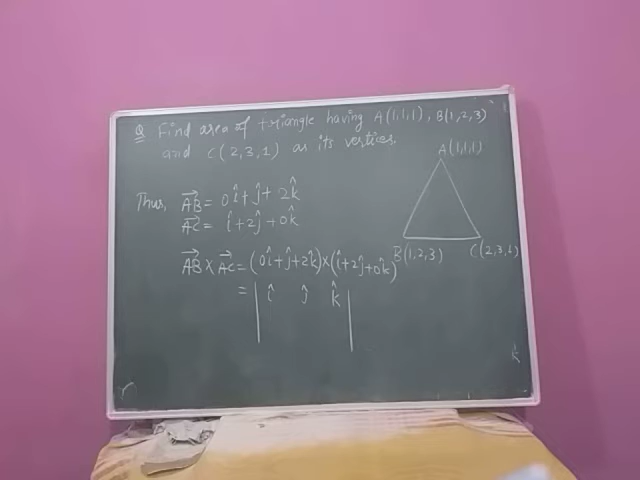 Q Find area of triangle having A(1,1,1), B(1,2,3)
and C(2,3,1) as its vertices.
A(1,1,1)
Thus, AB⃗ = 0î + ĵ + 2k̂
AC⃗ = î + 2ĵ + 0k̂
B(1,2,3) C(2,3,1)
AB⃗ × AC⃗ = (0î + ĵ + 2k̂) × (î + 2ĵ + 0k̂)
= | î ĵ k̂ |